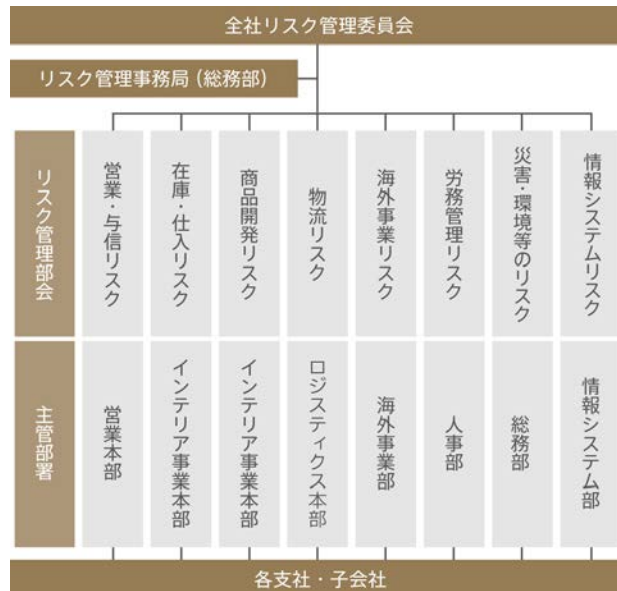 全社リスク管理委員会
リスク管理事務局（総務部）
リスク管理部会
営業・与信リスク
在庫・仕入リスク
商品開発リスク
物流リスク
海外事業リスク
労務管理リスク
災害・環境等のリスク
情報システムリスク
主管部署
営業本部
インテリア事業本部
インテリア事業本部
ロジスティクス本部
海外事業部
人事部
総務部
情報システム部
各支社・子会社